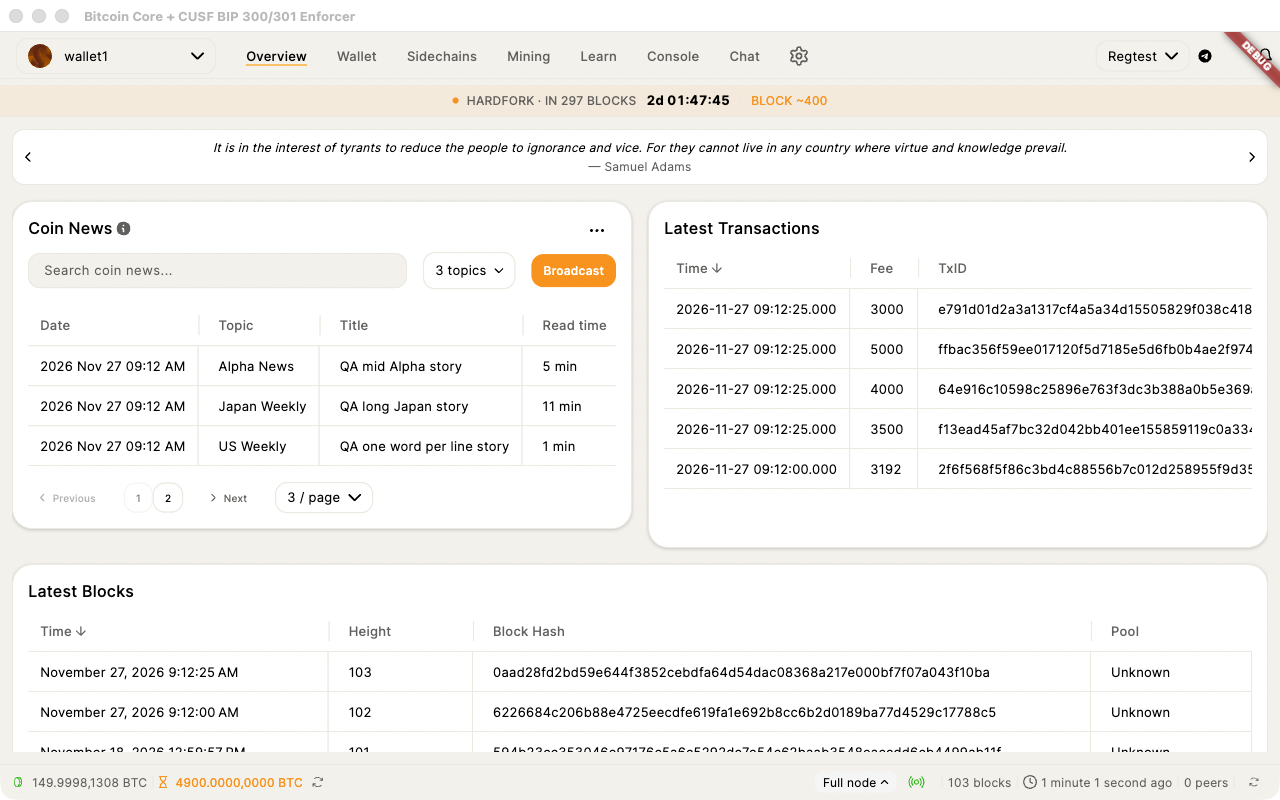 Bitcoin Core + CUSF BIP 300/301 Enforcer
wallet1
Overview
Wallet
Sidechains
Mining
Learn
Console
Chat
Regtest
DEBUG
HARDFORK · IN 297 BLOCKS 2d 01:47:45 BLOCK ~400
It is in the interest of tyrants to reduce the people to ignorance and vice. For they cannot live in any country where virtue and knowledge prevail.
— Samuel Adams
Coin News
Search coin news...
3 topics
Broadcast
Date Topic Title Read time
2026 Nov 27 09:12 AM Alpha News QA mid Alpha story 5 min
2026 Nov 27 09:12 AM Japan Weekly QA long Japan story 11 min
2026 Nov 27 09:12 AM US Weekly QA one word per line story 1 min
Previous 1 2 Next 3 / page
Latest Transactions
Time Fee TxID
2026-11-27 09:12:25.000 3000 e791d01d2a3a1317cf4a5a34d15505829f038c418
2026-11-27 09:12:25.000 5000 ffbac356f59ee017120f5d7185e5d6fb0b4ae2f974
2026-11-27 09:12:25.000 4000 64e916c10598c25896e763f3dc3b388a0b5e369
2026-11-27 09:12:25.000 3500 f13ead45af7bc32d042bb401ee155859119c0a334
2026-11-27 09:12:00.000 3192 2f6f568f5f86c3bd4c88556b7c012d258955f9d35
Latest Blocks
Time Height Block Hash Pool
November 27, 2026 9:12:25 AM 103 0aad28fd2bd59e644f3852cebdfa64d54dac08368a217e000bf7f07a043f10ba Unknown
November 27, 2026 9:12:00 AM 102 6226684c206b88e4725eecdfe619fa1e692b8cc6b2d0189ba77d4529c17788c5 Unknown
November 18, 2026 12:59:57 PM 101 Unknown
149.9998,1308 BTC
4900.0000,0000 BTC
Full node
103 blocks
1 minute 1 second ago
0 peers